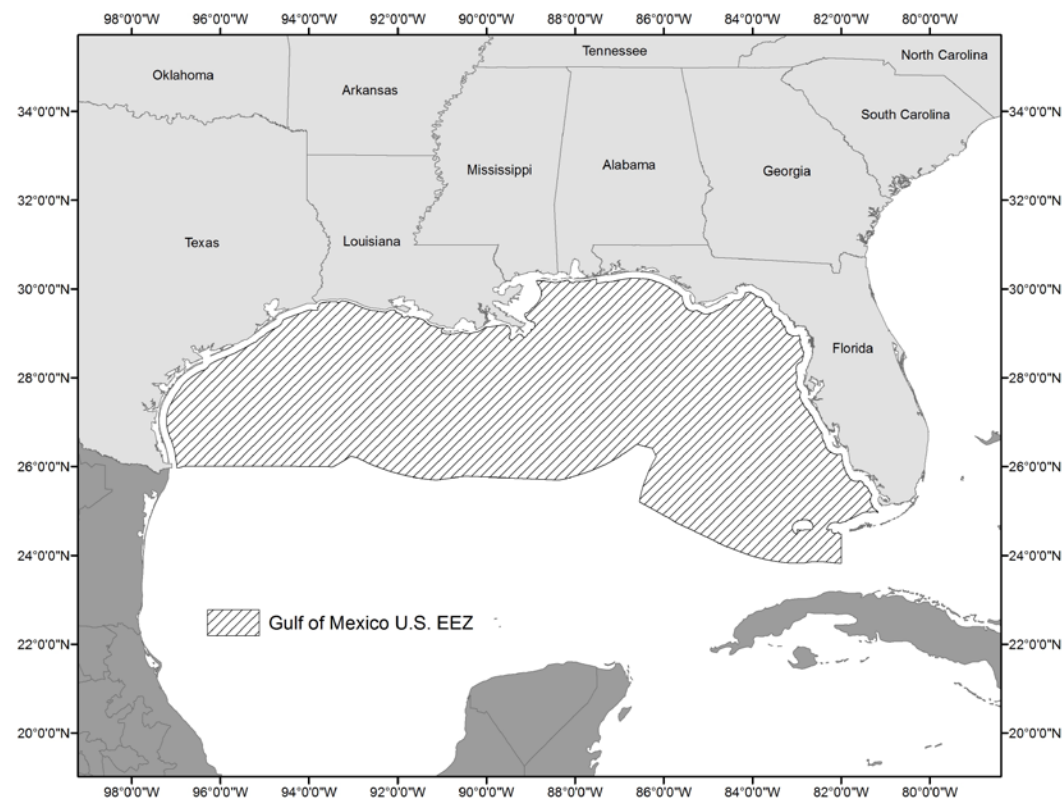 98°0'0"W 96°0'0"W 94°0'0"W 92°0'0"W 90°0'0"W 88°0'0"W 86°0'0"W 84°0'0"W 82°0'0"W 80°0'0"W
Tennessee
North Carolina
Oklahoma
Arkansas
34°0'0"N 34°0'0"N
South Carolina
Mississippi
Alabama
Georgia
32°0'0"N 32°0'0"N
Texas
Louisiana
30°0'0"N 30°0'0"N
Florida
28°0'0"N 28°0'0"N
26°0'0"N 26°0'0"N
24°0'0"N 24°0'0"N
Gulf of Mexico U.S. EEZ
22°0'0"N 22°0'0"N
20°0'0"N 20°0'0"N
98°0'0"W 96°0'0"W 94°0'0"W 92°0'0"W 90°0'0"W 88°0'0"W 86°0'0"W 84°0'0"W 82°0'0"W 80°0'0"W